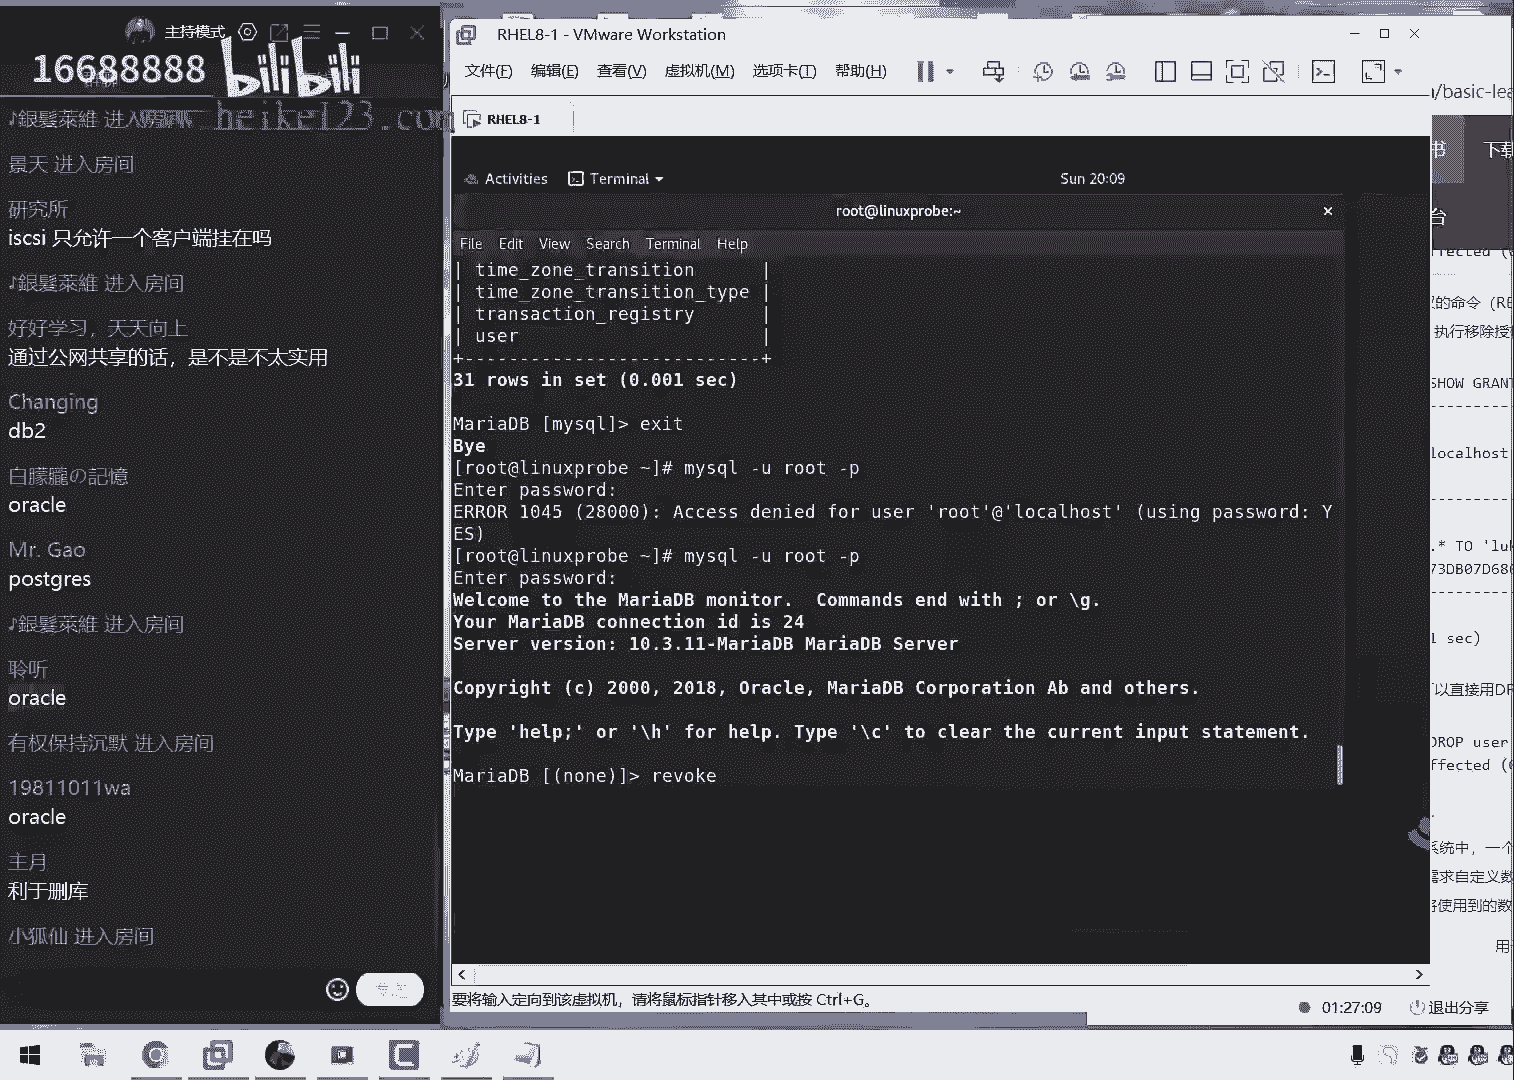 主持模式
16688888
bilibili
www.heike123.com
♪銀髮萊維 进入房间
景天 进入房间
研究所
iscsi 只允许一个客户端挂在吗
♪銀髮萊維 进入房间
好好学习，天天向上
通过公网共享的话，是不是不太实用
Changing
db2
白朦朧の記憶
oracle
Mr. Gao
postgres
♪銀髮萊維 进入房间
聆听
oracle
有权保持沉默 进入房间
19811011wa
oracle
主月
利于删库
小狐仙 进入房间
RHEL8-1 - VMware Workstation
文件(F) 编辑(E) 查看(V) 虚拟机(M) 选项卡(T) 帮助(H)
RHEL8-1
Activities Terminal Sun 20:09
root@linuxprobe:~
File Edit View Search Terminal Help
| time_zone_transition |
| time_zone_transition_type |
| transaction_registry |
| user |
+---------------------------+
31 rows in set (0.001 sec)
MariaDB [mysql]> exit
Bye
[root@linuxprobe ~]# mysql -u root -p
Enter password:
ERROR 1045 (28000): Access denied for user 'root'@'localhost' (using password: Y
ES)
[root@linuxprobe ~]# mysql -u root -p
Enter password:
Welcome to the MariaDB monitor.  Commands end with ; or \g.
Your MariaDB connection id is 24
Server version: 10.3.11-MariaDB MariaDB Server
Copyright (c) 2000, 2018, Oracle, MariaDB Corporation Ab and others.
Type 'help;' or '\h' for help. Type '\c' to clear the current input statement.
MariaDB [(none)]> revoke
要将输入定向到该虚拟机，请将鼠标指针移入其中或按 Ctrl+G。
/basic-lea
书 下载
台
ffected (
的命令（RE
执行移除授
SHOW GRANT
localhost
.* TO 'luk
73DB07D680
1 sec)
以直接用DR
DROP user
ffected (
系统中，一个
需求自定义数
将使用到的数
用
01:27:09 退出分享